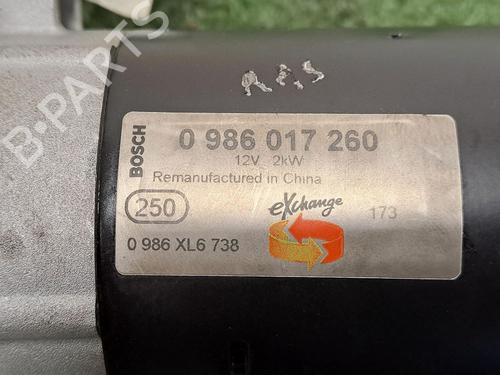 B-PARTS
BOSCH
0 986 017 260
12V 2kW
Remanufactured in China
250
eXchange
173
0 986 XL6 738